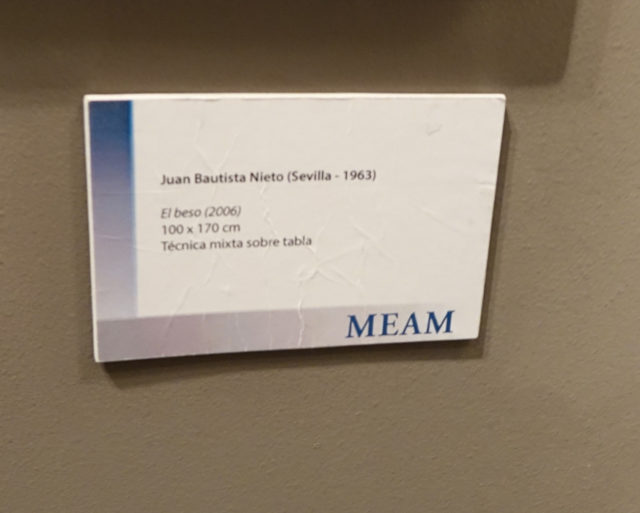 Juan Bautista Nieto (Sevilla - 1963)
El beso (2006)
100 x 170 cm
Técnica mixta sobre tabla
MEAM